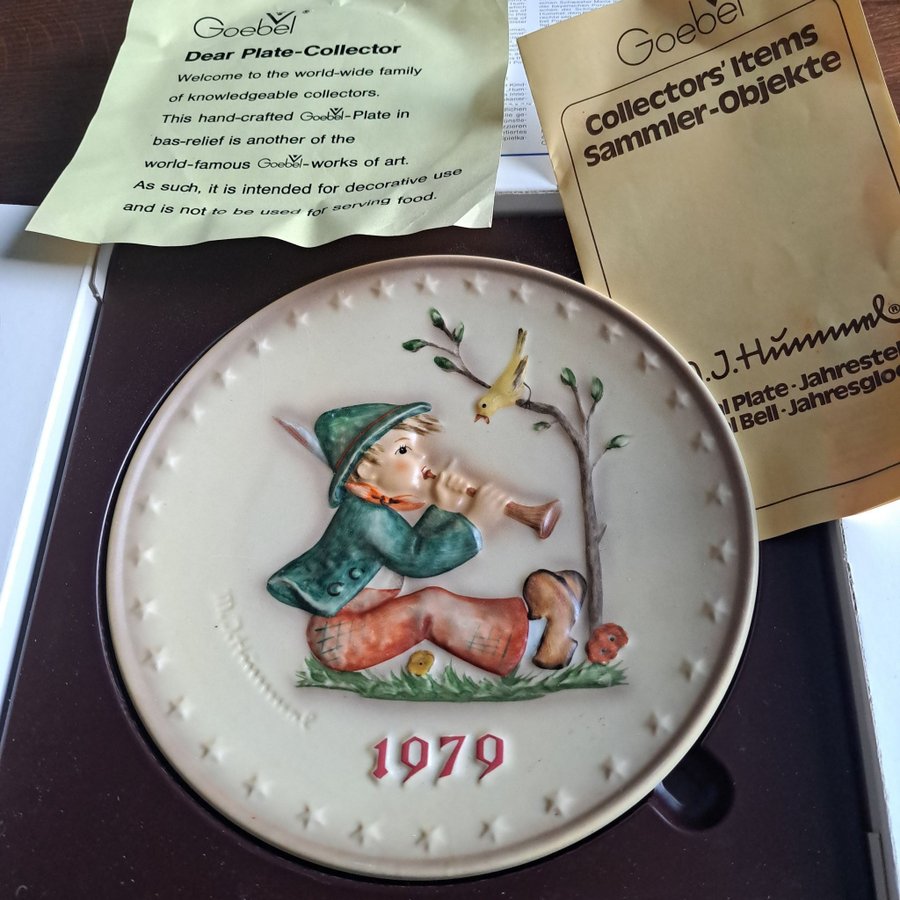 Goebel ®
Dear Plate-Collector
Welcome to the world-wide family
of knowledgeable collectors.
This hand-crafted Goebel-Plate in
bas-relief is another of the
world-famous Goebel-works of art.
As such, it is intended for decorative use
and is not to be used for serving food.
Goebel
Collectors' Items
Sammler-Objekte
.J. Hummel®
Plate · Jahrestel
Bell · Jahresgloc
M.J. Hummel
1979